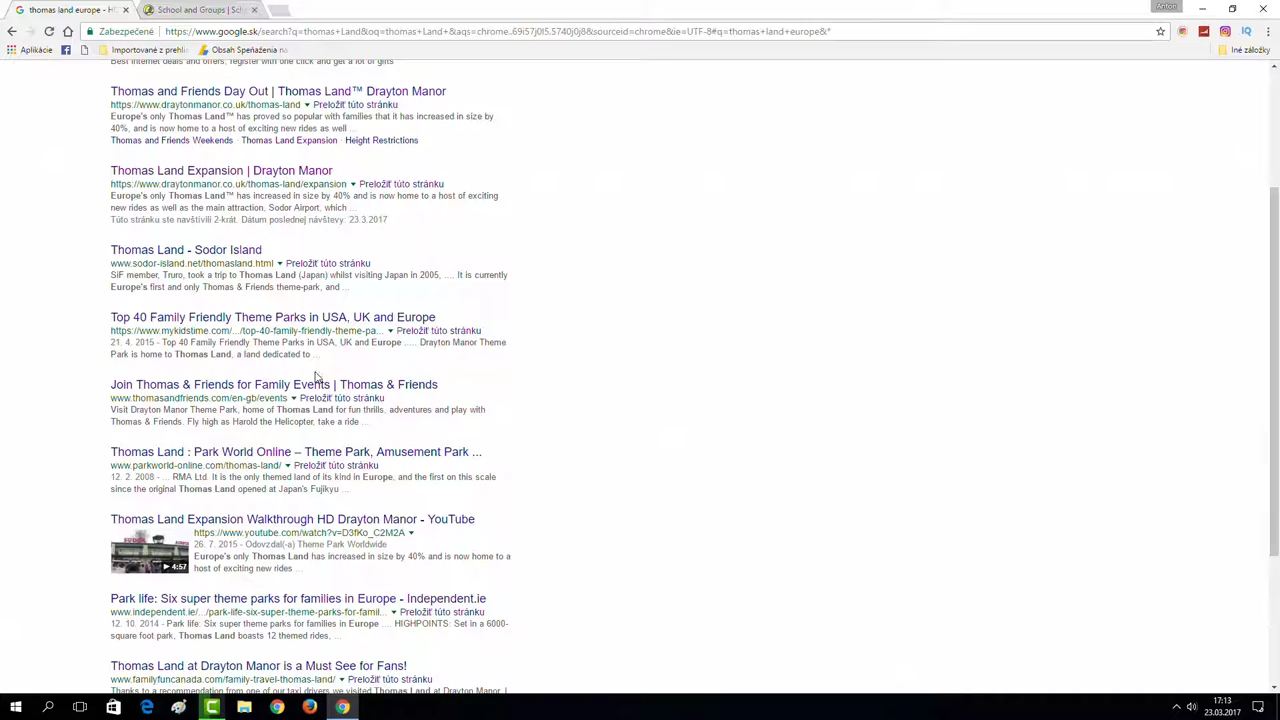 thomas land europe - H
School and Groups | Sch
Anton
Zabezpečené
https://www.google.sk/search?q=thomas+Land&oq=thomas+Land+&aqs=chrome..69i57j0l5.5740j0j8&sourceid=chrome&ie=UTF-8#q=thomas+land+europe&*
Aplikácie
Importované z prehli
Obsah Speňaženia na
Iné záložky
Best Internet deals and offers, register with one click and get a lot of gifts
Thomas and Friends Day Out | Thomas Land™ Drayton Manor
https://www.draytonmanor.co.uk/thomas-land ▼ Preložiť túto stránku
Europe's only Thomas Land™ has proved so popular with families that it has increased in size by
40%, and is now home to a host of exciting new rides as well ...
Thomas and Friends Weekends · Thomas Land Expansion · Height Restrictions
Thomas Land Expansion | Drayton Manor
https://www.draytonmanor.co.uk/thomas-land/expansion ▼ Preložiť túto stránku
Europe's only Thomas Land™ has increased in size by 40% and is now home to a host of exciting
new rides as well as the main attraction, Sodor Airport, which ...
Túto stránku ste navštívili 2-krát. Dátum poslednej návštevy: 23.3.2017
Thomas Land - Sodor Island
www.sodor-island.net/thomasland.html ▼ Preložiť túto stránku
SiF member, Truro, took a trip to Thomas Land (Japan) whilst visiting Japan in 2005, .... It is currently
Europe's first and only Thomas & Friends theme-park, and ...
Top 40 Family Friendly Theme Parks in USA, UK and Europe
https://www.mykidstime.com/.../top-40-family-friendly-theme-pa... ▼ Preložiť túto stránku
21. 4. 2015 - Top 40 Family Friendly Theme Parks in USA, UK and Europe ..... Drayton Manor Theme
Park is home to Thomas Land, a land dedicated to ...
Join Thomas & Friends for Family Events | Thomas & Friends
www.thomasandfriends.com/en-gb/events ▼ Preložiť túto stránku
Visit Drayton Manor Theme Park, home of Thomas Land for fun thrills, adventures and play with
Thomas & Friends. Fly high as Harold the Helicopter, take a ride ...
Thomas Land : Park World Online – Theme Park, Amusement Park ...
www.parkworld-online.com/thomas-land/ ▼ Preložiť túto stránku
12. 2. 2008 - ... RMA Ltd. It is the only themed land of its kind in Europe, and the first on this scale
since the original Thomas Land opened at Japan's Fujikyu ...
Thomas Land Expansion Walkthrough HD Drayton Manor - YouTube
https://www.youtube.com/watch?v=D3fKo_C2M2A ▼
26. 7. 2015 - Odovzdal(-a) Theme Park Worldwide
Europe's only Thomas Land has increased in size by 40% and is now home to a
host of exciting new rides ...
4:57
Park life: Six super theme parks for families in Europe - Independent.ie
www.independent.ie/.../park-life-six-super-theme-parks-for-famil... ▼ Preložiť túto stránku
12. 10. 2014 - Park life: Six super theme parks for families in Europe .... HIGHPOINTS: Set in a 6000-
square foot park, Thomas Land boasts 12 themed rides, ...
Thomas Land at Drayton Manor is a Must See for Fans!
www.familyfuncanada.com/family-travel-thomas-land/ ▼ Preložiť túto stránku
Thanks to a recommendation from one of our taxi drivers we visited Thomas Land at Drayton Manor, I
17:13
23.03.2017